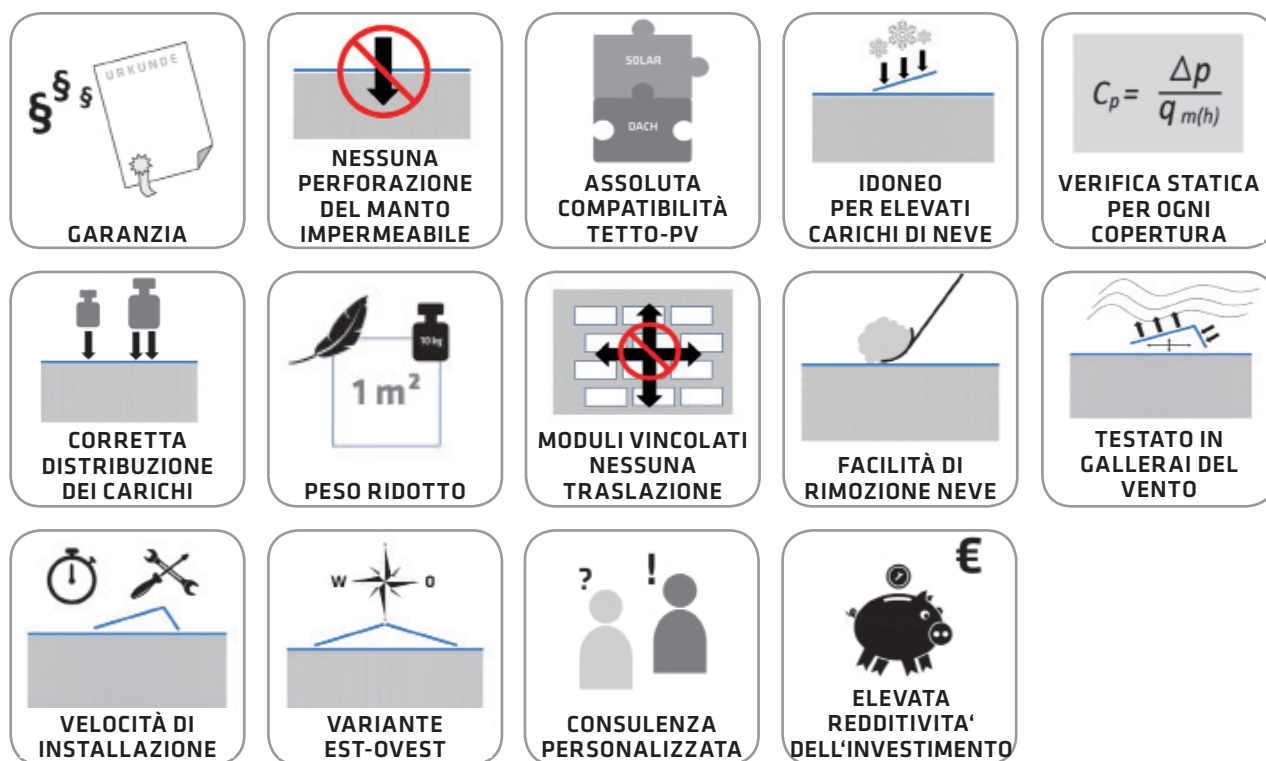 § § §
URKUNDE
GARANZIA
NESSUNA
PERFORAZIONE
DEL MANTO
IMPERMEABILE
SOLAR
DACH
ASSOLUTA
COMPATIBILITÀ
TETTO-PV
IDONEO
PER ELEVATI
CARICHI DI NEVE
Cp = Δp / q m(h)
VERIFICA STATICA
PER OGNI
COPERTURA
CORRETTA
DISTRIBUZIONE
DEI CARICHI
10 kg
1 m²
PESO RIDOTTO
MODULI VINCOLATI
NESSUNA
TRASLAZIONE
FACILITÀ DI
RIMOZIONE NEVE
TESTATO IN
GALLERAI DEL
VENTO
VELOCITÀ DI
INSTALLAZIONE
W O
VARIANTE
EST-OVEST
? !
CONSULENZA
PERSONALIZZATA
€
ELEVATA
REDDITIVITA‘
DELL‘INVESTIMENTO